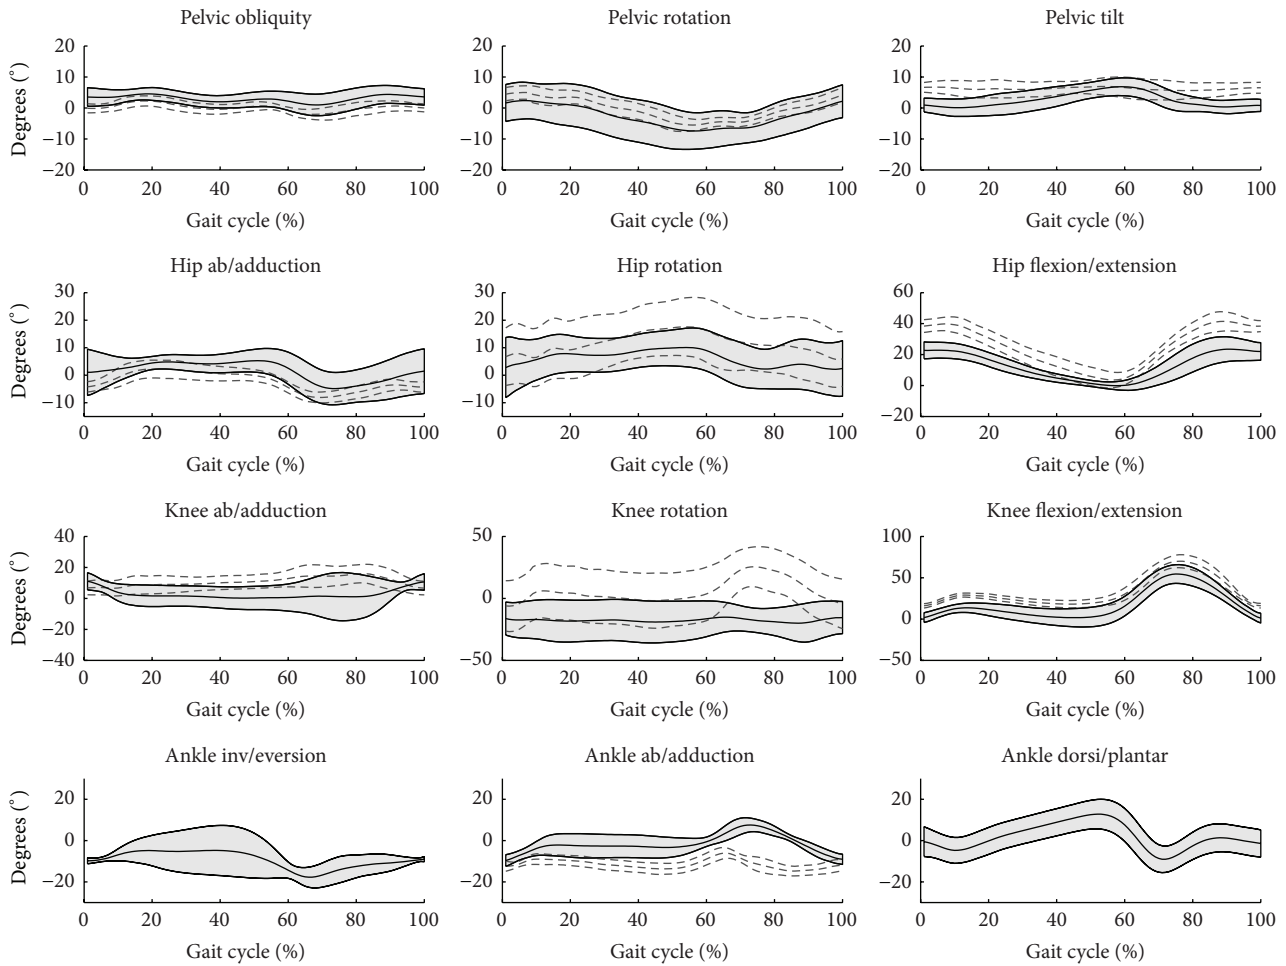 Pelvic obliquity
Pelvic rotation
Pelvic tilt
Degrees (°)
20
10
0
−10
−20
0 20 40 60 80 100
Gait cycle (%)
20
10
0
−10
−20
0 20 40 60 80 100
Gait cycle (%)
20
10
0
−10
−20
0 20 40 60 80 100
Gait cycle (%)
Hip ab/adduction
Hip rotation
Hip flexion/extension
Degrees (°)
30
20
10
0
−10
0 20 40 60 80 100
Gait cycle (%)
30
20
10
0
−10
0 20 40 60 80 100
Gait cycle (%)
60
40
20
0
−20
0 20 40 60 80 100
Gait cycle (%)
Knee ab/adduction
Knee rotation
Knee flexion/extension
Degrees (°)
40
20
0
−20
−40
0 20 40 60 80 100
Gait cycle (%)
50
0
−50
0 20 40 60 80 100
Gait cycle (%)
100
50
0
−50
0 20 40 60 80 100
Gait cycle (%)
Ankle inv/eversion
Ankle ab/adduction
Ankle dorsi/plantar
Degrees (°)
20
0
−20
0 20 40 60 80 100
Gait cycle (%)
20
0
−20
0 20 40 60 80 100
Gait cycle (%)
20
0
−20
0 20 40 60 80 100
Gait cycle (%)